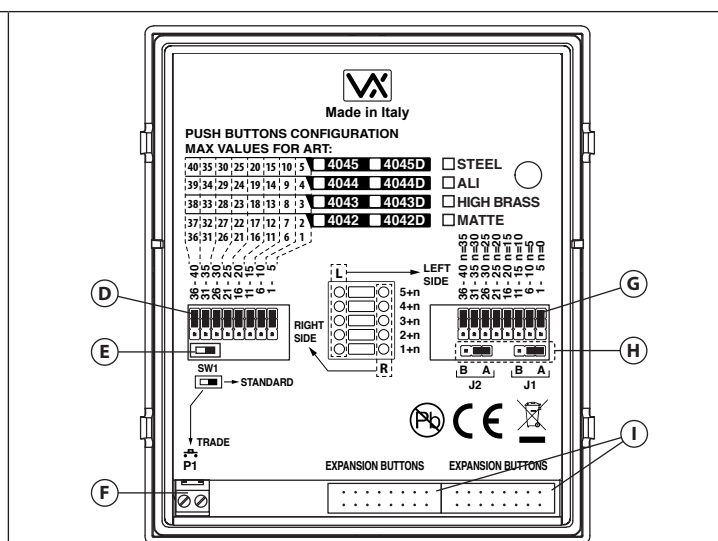 VX
Made in Italy
PUSH BUTTONS CONFIGURATION
MAX VALUES FOR ART:
40 35 30 25 20 15 10 5 4045 4045D STEEL
39 34 29 24 19 14 9 4 4044 4044D ALI
38 33 28 23 18 13 8 3 4043 4043D HIGH BRASS
37 32 27 22 17 12 7 2 4042 4042D MATTE
36 31 26 21 16 11 6 1
36 - 40
31 - 35
26 - 30
21 - 25
16 - 20
11 - 15
6 - 10
1 - 5
L LEFT SIDE
5+n
4+n
3+n
2+n
1+n
RIGHT SIDE
R
36 - 40 n=35
31 - 35 n=30
26 - 30 n=25
21 - 25 n=20
16 - 20 n=15
11 - 15 n=10
6 - 10 n=5
1 - 5 n=0
D
E
SW1
STANDARD
TRADE
P1
F
G
H
B A B A
J2 J1
Pb
CE
I
EXPANSION BUTTONS EXPANSION BUTTONS